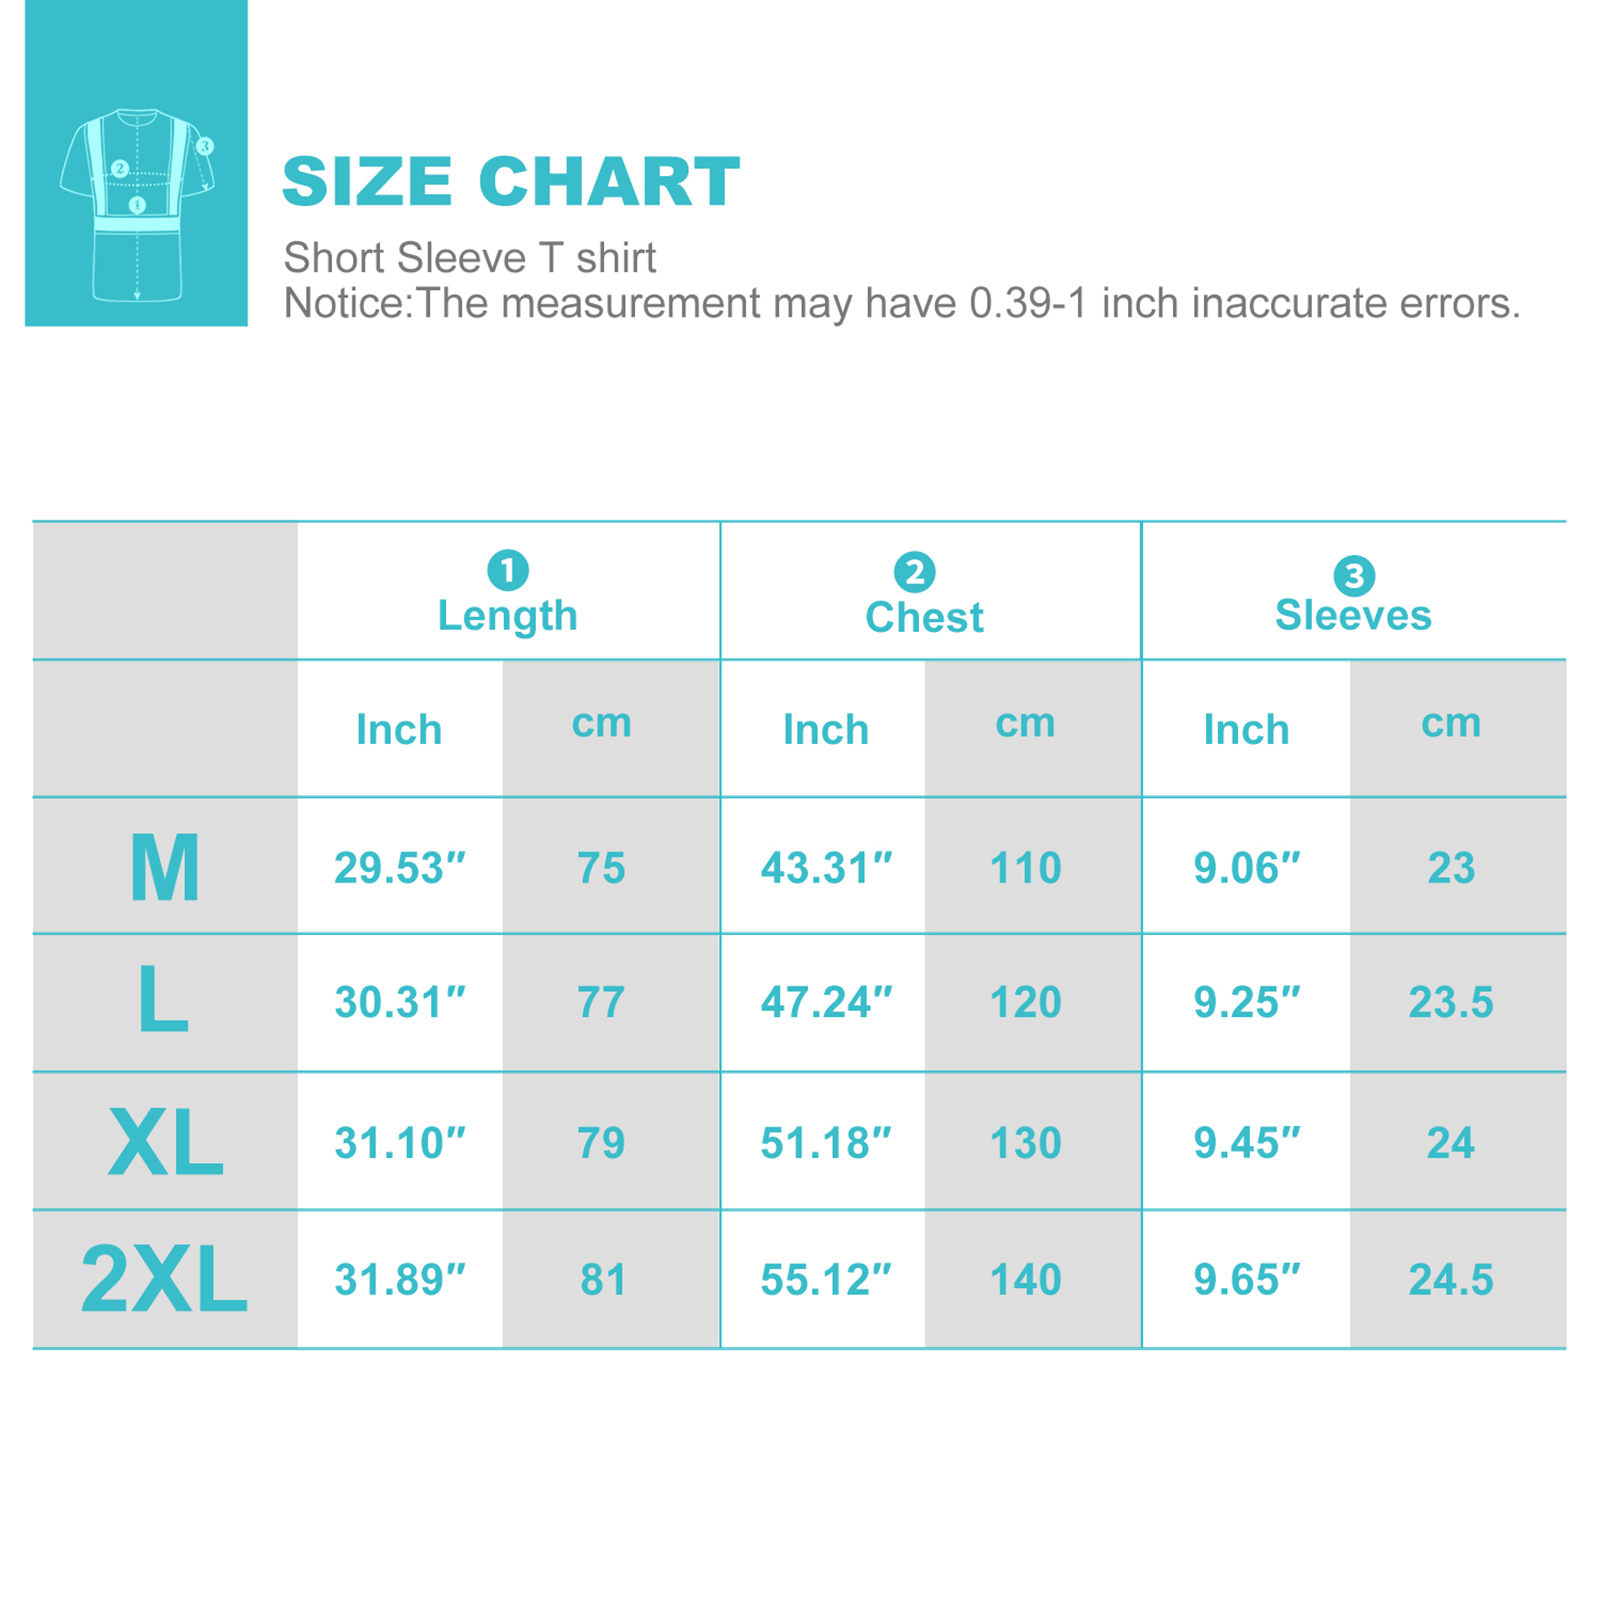 3
2
1
SIZE CHART
Short Sleeve T shirt
Notice:The measurement may have 0.39-1 inch inaccurate errors.
1 2 3
Length Chest Sleeves
Inch cm Inch cm Inch cm
M 29.53″ 75 43.31″ 110 9.06″ 23
L 30.31″ 77 47.24″ 120 9.25″ 23.5
XL 31.10″ 79 51.18″ 130 9.45″ 24
2XL 31.89″ 81 55.12″ 140 9.65″ 24.5